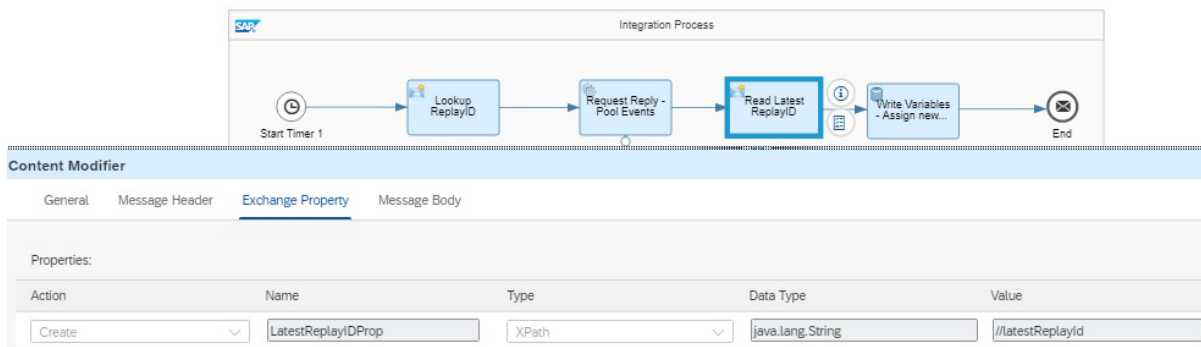 SAP
Integration Process
Lookup
ReplayID
Request Reply -
Pool Events
Read Latest
ReplayID
Write Variables
- Assign new...
Start Timer 1
End
Content Modifier
General Message Header Exchange Property Message Body
Properties:
Action Name Type Data Type Value
Create LatestReplayIDProp XPath java.lang.String //latestReplayId